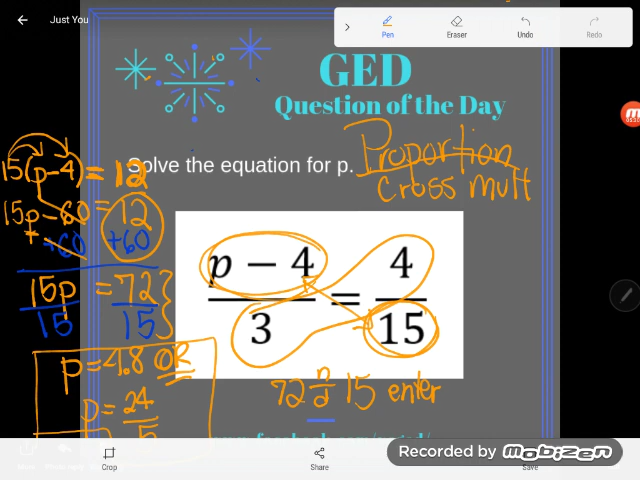 Just You
Pen
Eraser
Undo
Redo
GED
Question of the Day
Solve the equation for p.
Proportion
Cross mult
15(p-4)=12
15p-60=12
+60 +60
15p = 72
15 15
p=4.8 OR
p= 24
5
p − 4 = 4
3 15
72 n/d 15 enter
Crop
Share
Save
Recorded by
mobizen